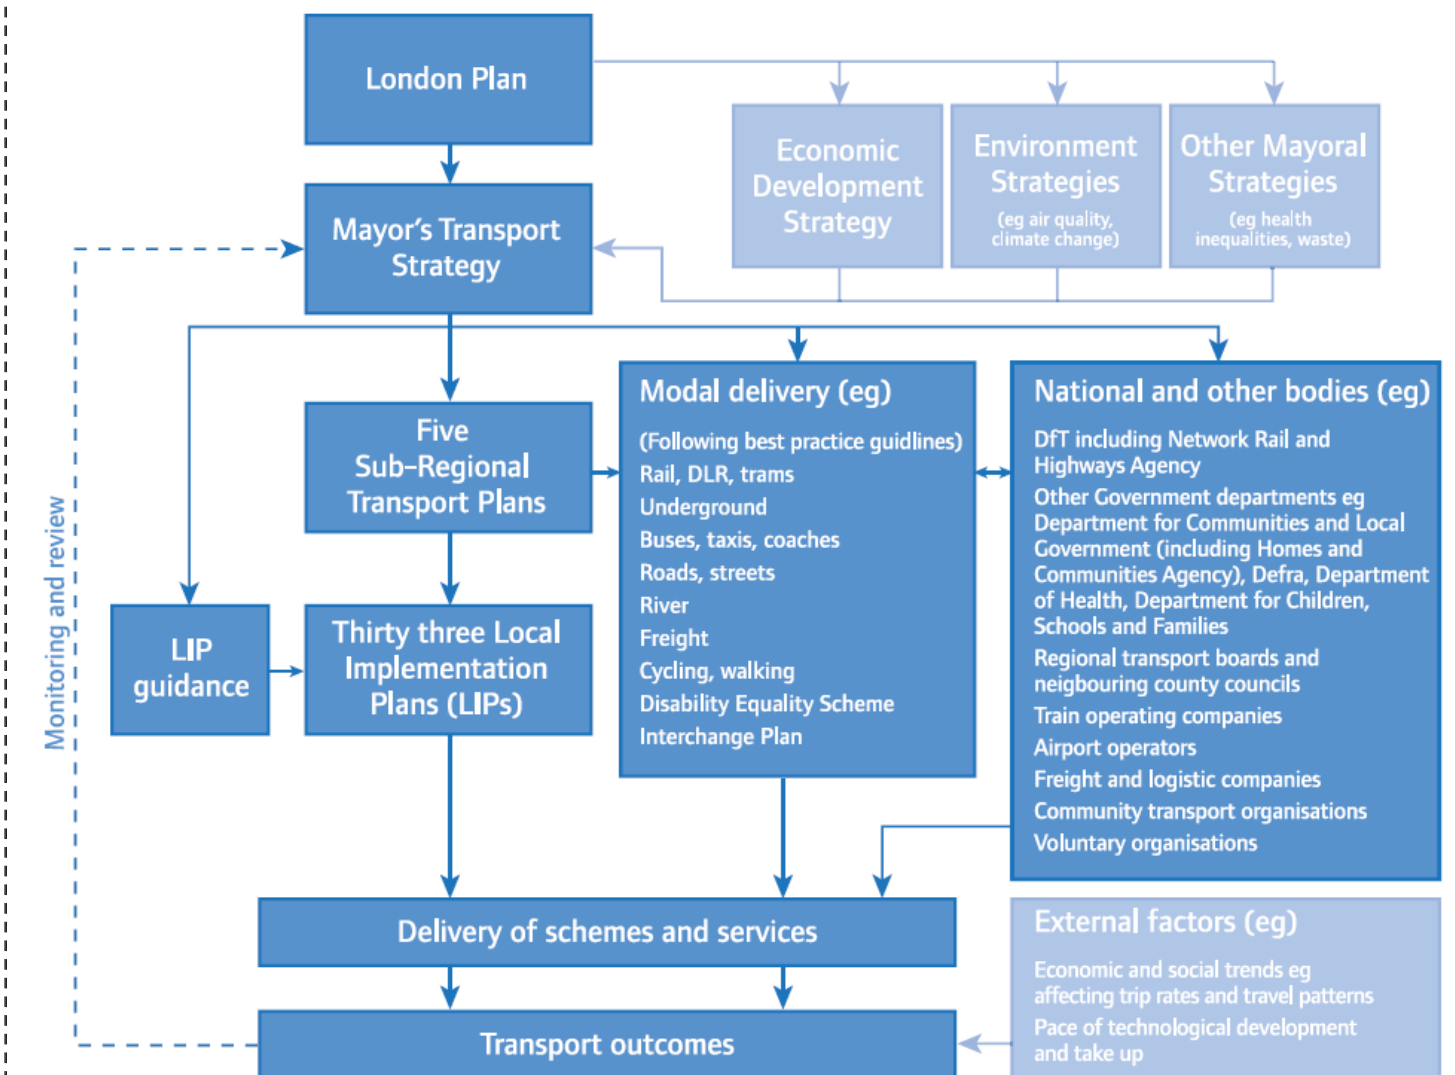 London Plan
Economic
Development
Strategy
Environment
Strategies
(eg air quality,
climate change)
Other Mayoral
Strategies
(eg health
inequalities, waste)
Mayor's Transport
Strategy
Monitoring and review
Five
Sub-Regional
Transport Plans
LIP
guidance
Thirty three Local
Implementation
Plans (LIPs)
Modal delivery (eg)
(Following best practice guidlines)
Rail, DLR, trams
Underground
Buses, taxis, coaches
Roads, streets
River
Freight
Cycling, walking
Disability Equality Scheme
Interchange Plan
National and other bodies (eg)
DfT including Network Rail and
Highways Agency
Other Government departments eg
Department for Communities and Local
Government (including Homes and
Communities Agency), Defra, Department
of Health, Department for Children,
Schools and Families
Regional transport boards and
neigbouring county councils
Train operating companies
Airport operators
Freight and logistic companies
Community transport organisations
Voluntary organisations
Delivery of schemes and services
External factors (eg)
Economic and social trends eg
affecting trip rates and travel patterns
Pace of technological development
and take up
Transport outcomes